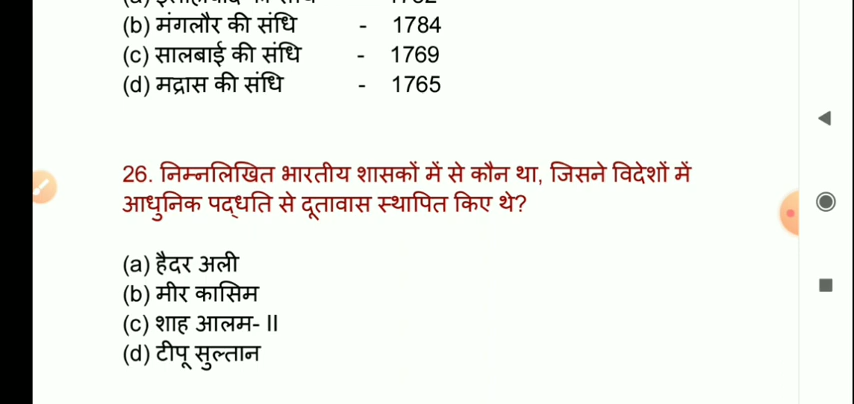 (b) मंगलौर की संधि - 1784
(c) सालबाई की संधि - 1769
(d) मद्रास की संधि - 1765
26. निम्नलिखित भारतीय शासकों में से कौन था, जिसने विदेशों में
आधुनिक पद्धति से दूतावास स्थापित किए थे?
(a) हैदर अली
(b) मीर कासिम
(c) शाह आलम- II
(d) टीपू सुल्तान